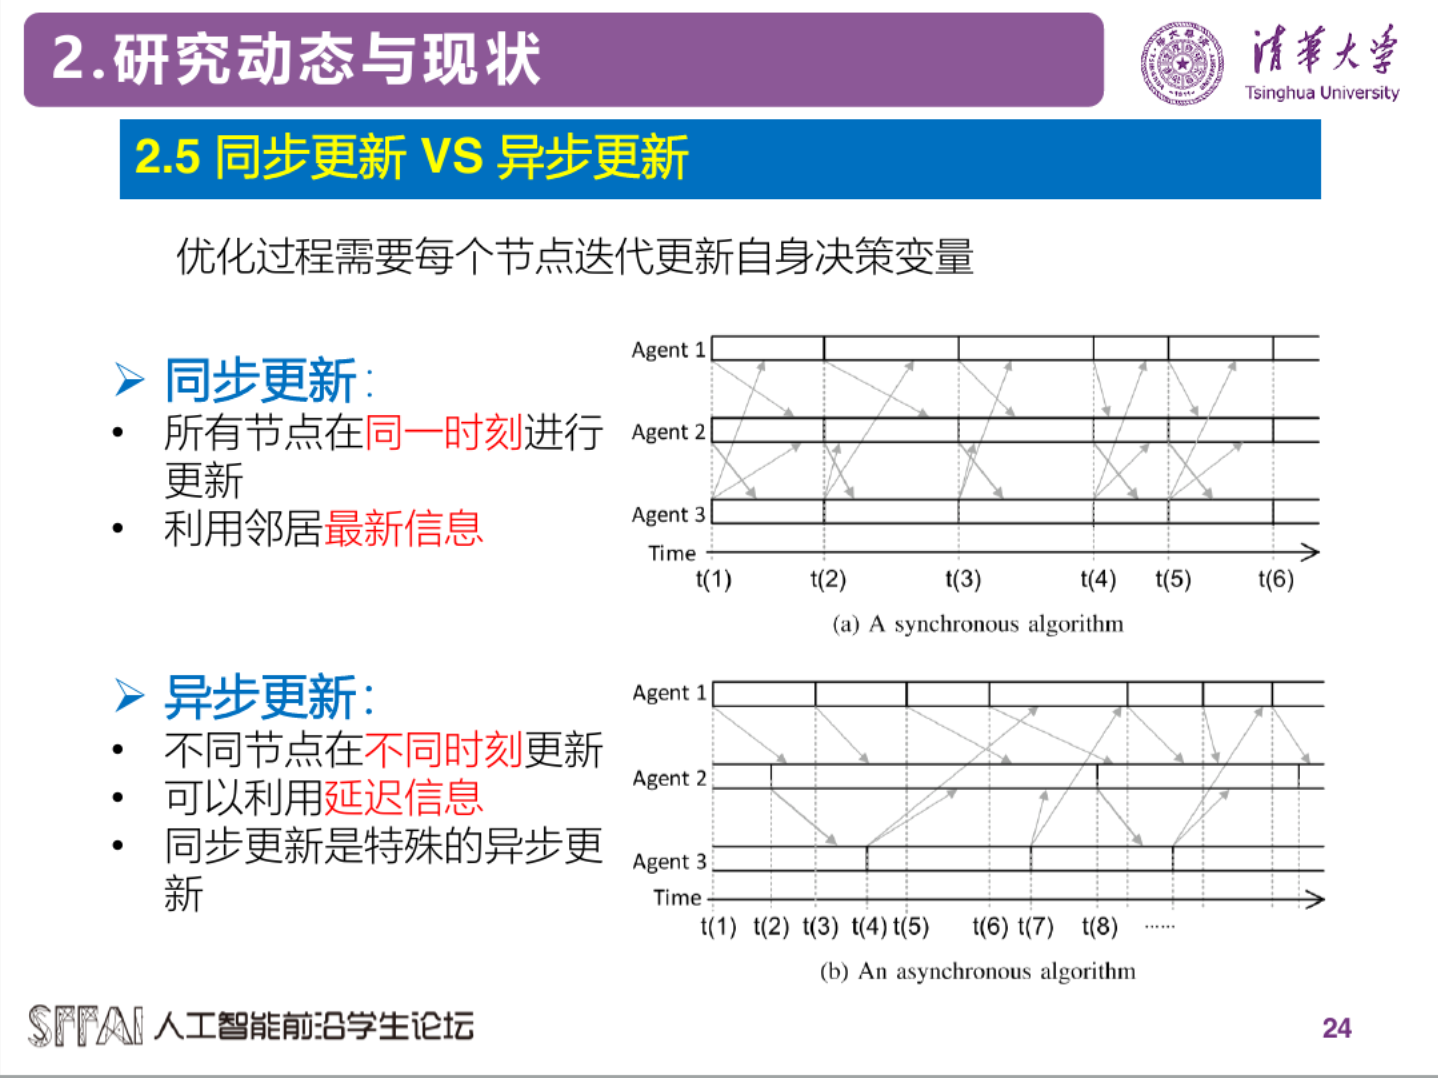 2.研究动态与现状
清华大学
Tsinghua University
2.5 同步更新 VS 异步更新
优化过程需要每个节点迭代更新自身决策变量
➢ 同步更新：
• 所有节点在同一时刻进行
更新
• 利用邻居最新信息
Agent 1
Agent 2
Agent 3
Time
t(1) t(2) t(3) t(4) t(5) t(6)
(a) A synchronous algorithm
➢ 异步更新：
• 不同节点在不同时刻更新
• 可以利用延迟信息
• 同步更新是特殊的异步更
新
Agent 1
Agent 2
Agent 3
Time
t(1) t(2) t(3) t(4) t(5) t(6) t(7) t(8) ······
(b) An asynchronous algorithm
SFFAI 人工智能前沿学生论坛
24